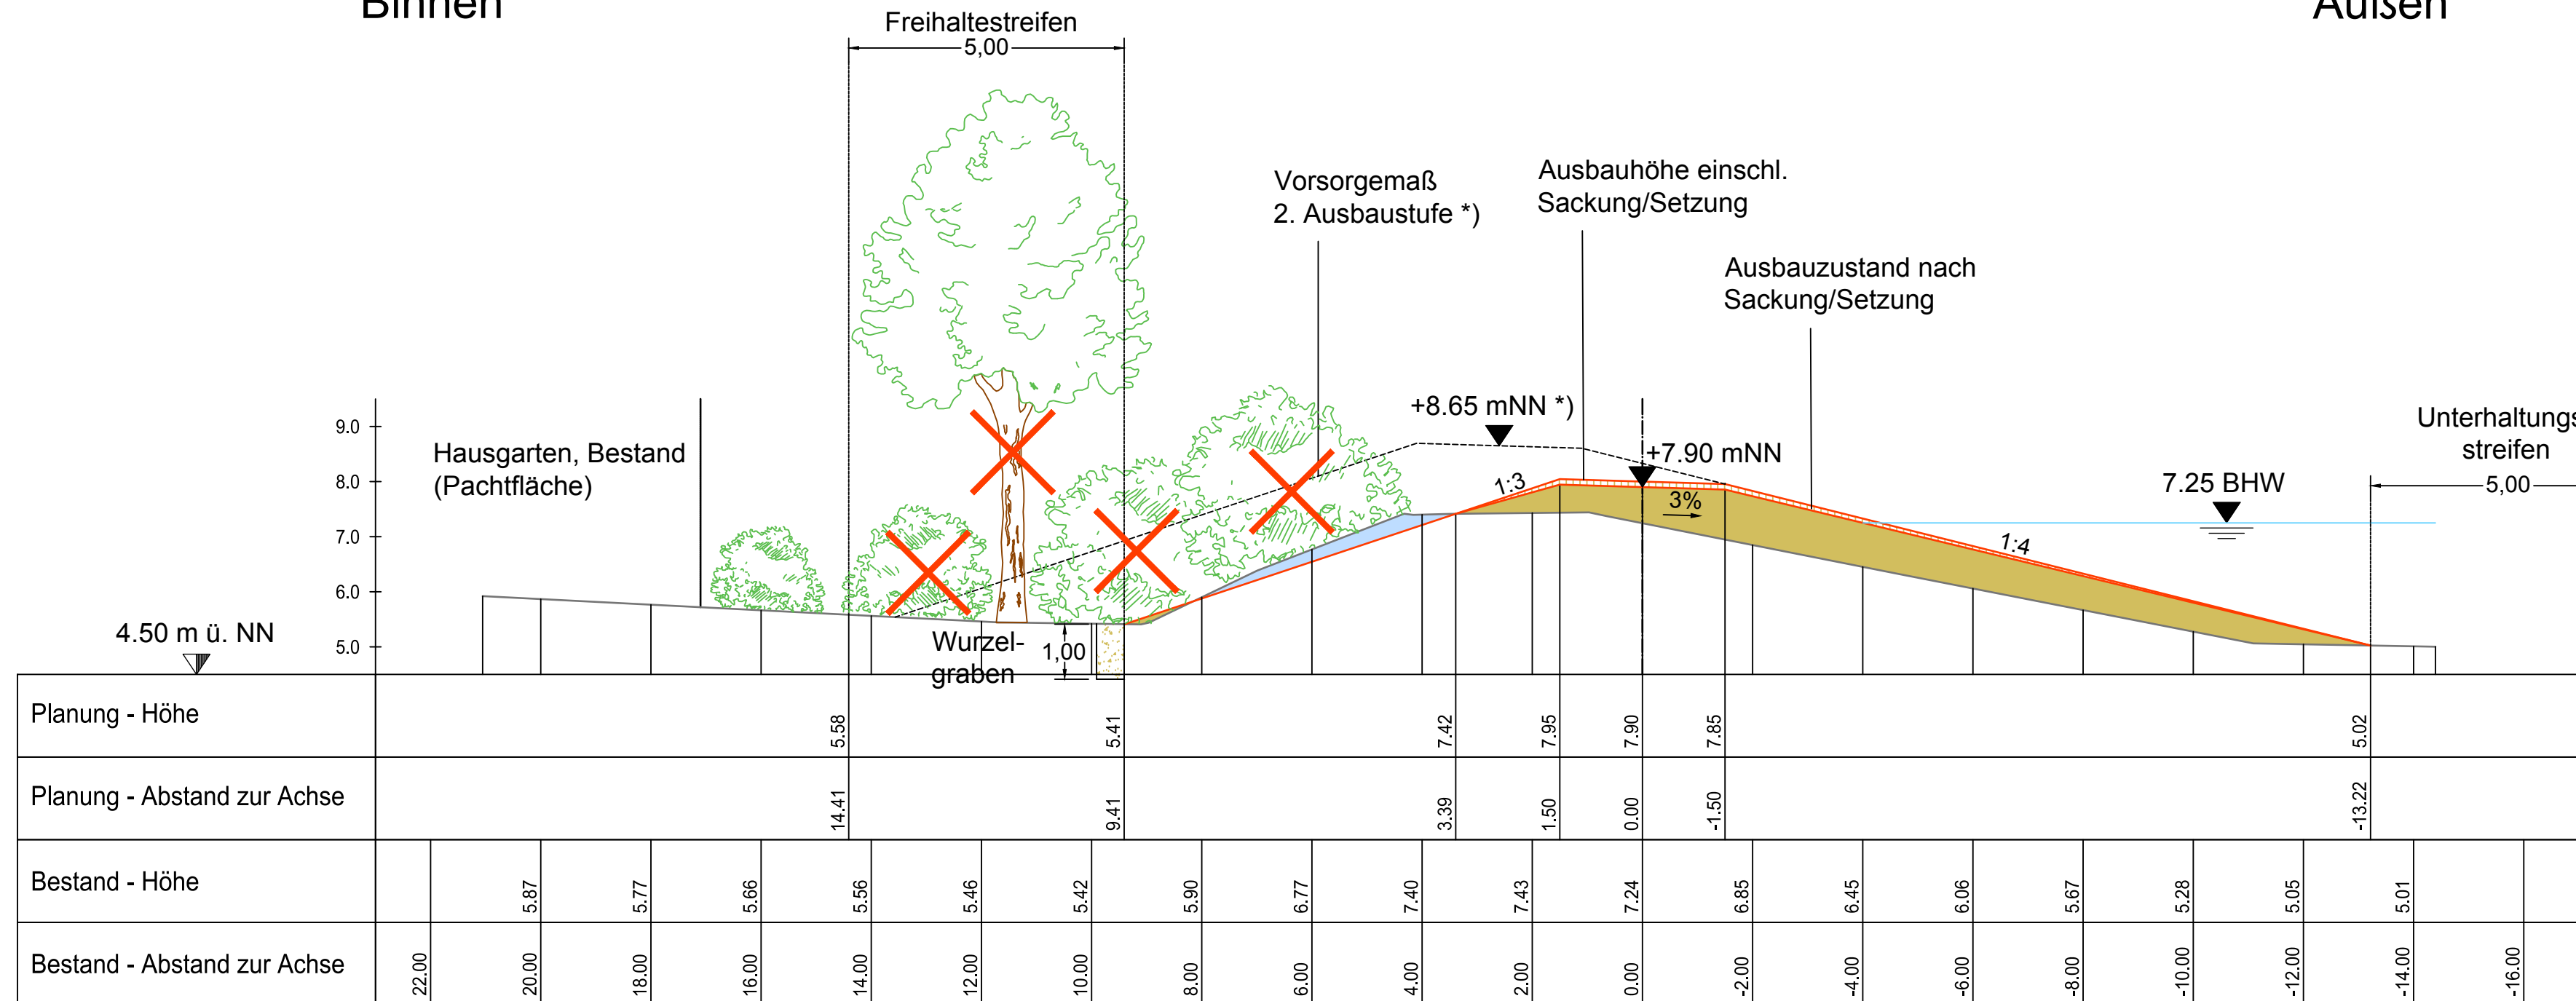 Binnen
Außen
Freihaltestreifen
5,00
Vorsorgemaß
2. Ausbaustufe *)
Ausbauhöhe einschl.
Sackung/Setzung
Ausbauzustand nach
Sackung/Setzung
+8.65 mNN *)
+7.90 mNN
1:3
3%
1:4
7.25 BHW
Unterhaltungs
streifen
5,00
Hausgarten, Bestand
(Pachtfläche)
9.0
8.0
7.0
6.0
5.0
4.50 m ü. NN
Wurzel-
graben
1,00
Planung - Höhe
5.58 5.41 7.42 7.95 7.90 7.85 5.02
Planung - Abstand zur Achse
14.41 9.41 3.39 1.50 0.00 -1.50 -13.22
Bestand - Höhe
5.87 5.77 5.66 5.56 5.46 5.42 5.90 6.77 7.40 7.43 7.24 6.85 6.45 6.06 5.67 5.28 5.05 5.01
Bestand - Abstand zur Achse
22.00 20.00 18.00 16.00 14.00 12.00 10.00 8.00 6.00 4.00 2.00 0.00 -2.00 -4.00 -6.00 -8.00 -10.00 -12.00 -14.00 -16.00